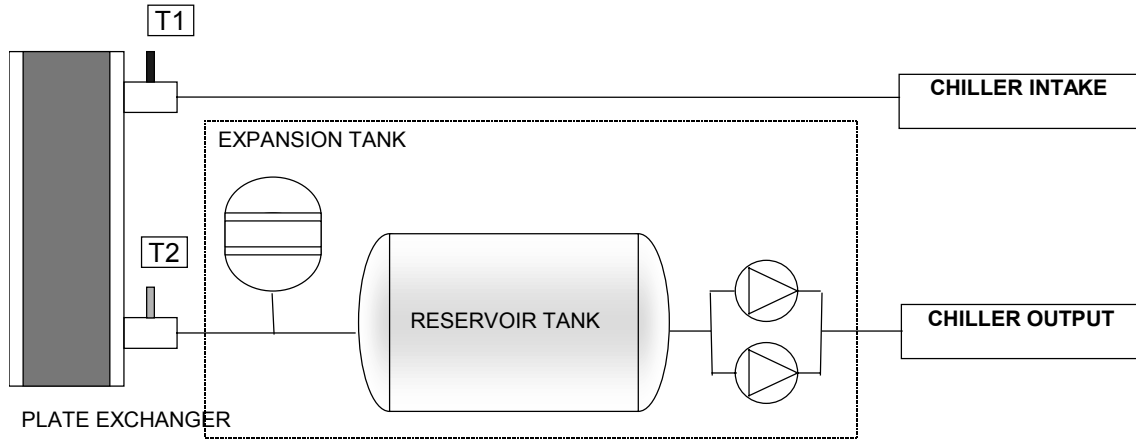 T1
CHILLER INTAKE
EXPANSION TANK
T2
RESERVOIR TANK
CHILLER OUTPUT
PLATE EXCHANGER